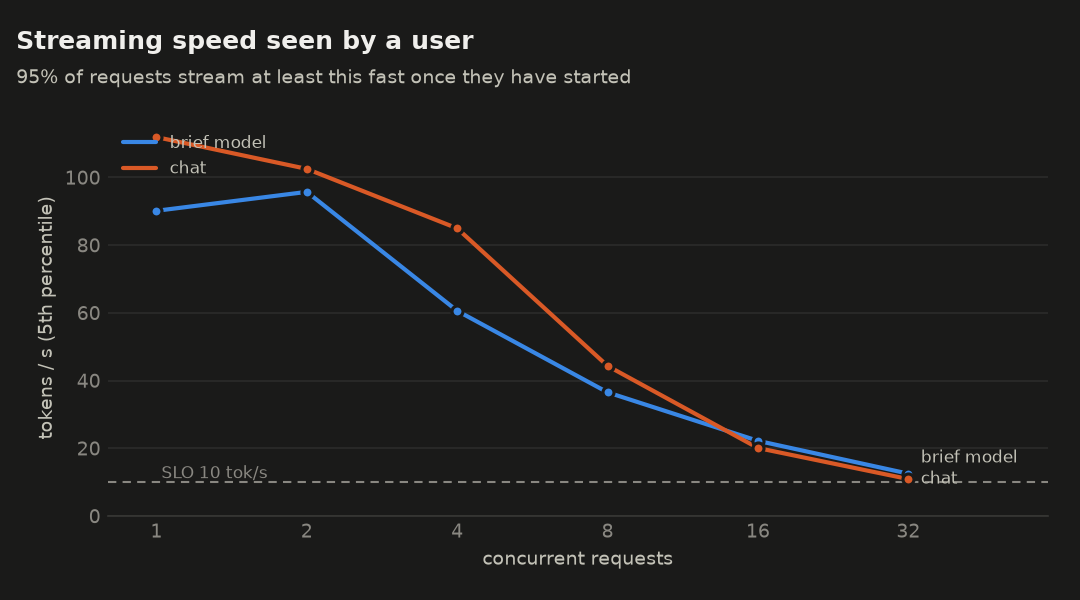 Streaming speed seen by a user
95% of requests stream at least this fast once they have started
brief model
chat
tokens / s (5th percentile)
100
80
60
40
20
0
SLO 10 tok/s
brief model
chat
1 2 4 8 16 32
concurrent requests